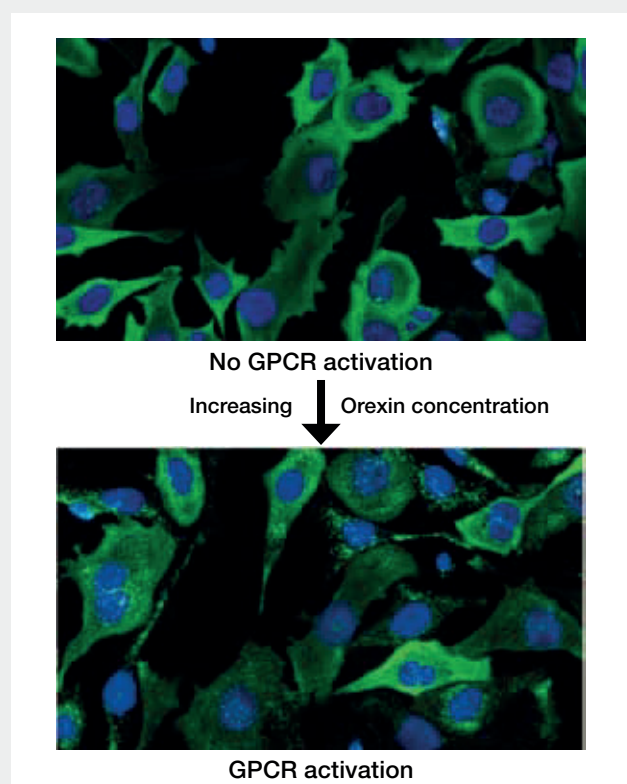 No GPCR activation
Increasing Orexin concentration
GPCR activation